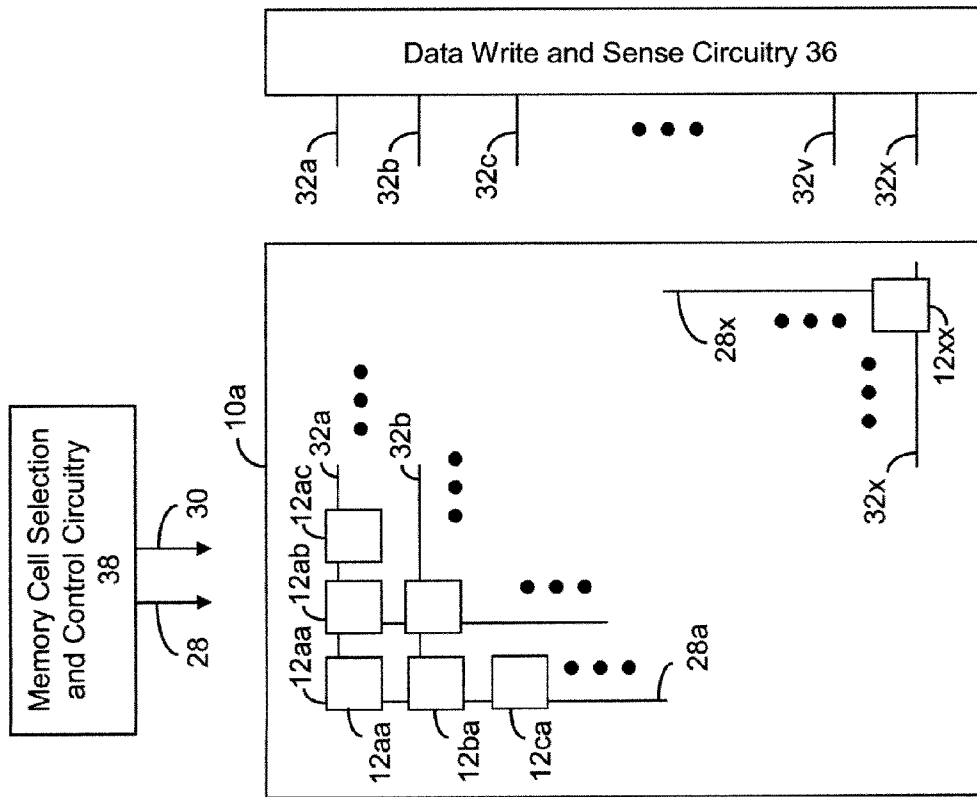 Memory Cell Selection
and Control Circuitry
38
28
30
10a
12aa
12ab
12ac
32a
32b
12aa
12ba
12ca
28a
28x
32x
12xx
Data Write and Sense Circuitry 36
32a
32b
32c
32v
32x